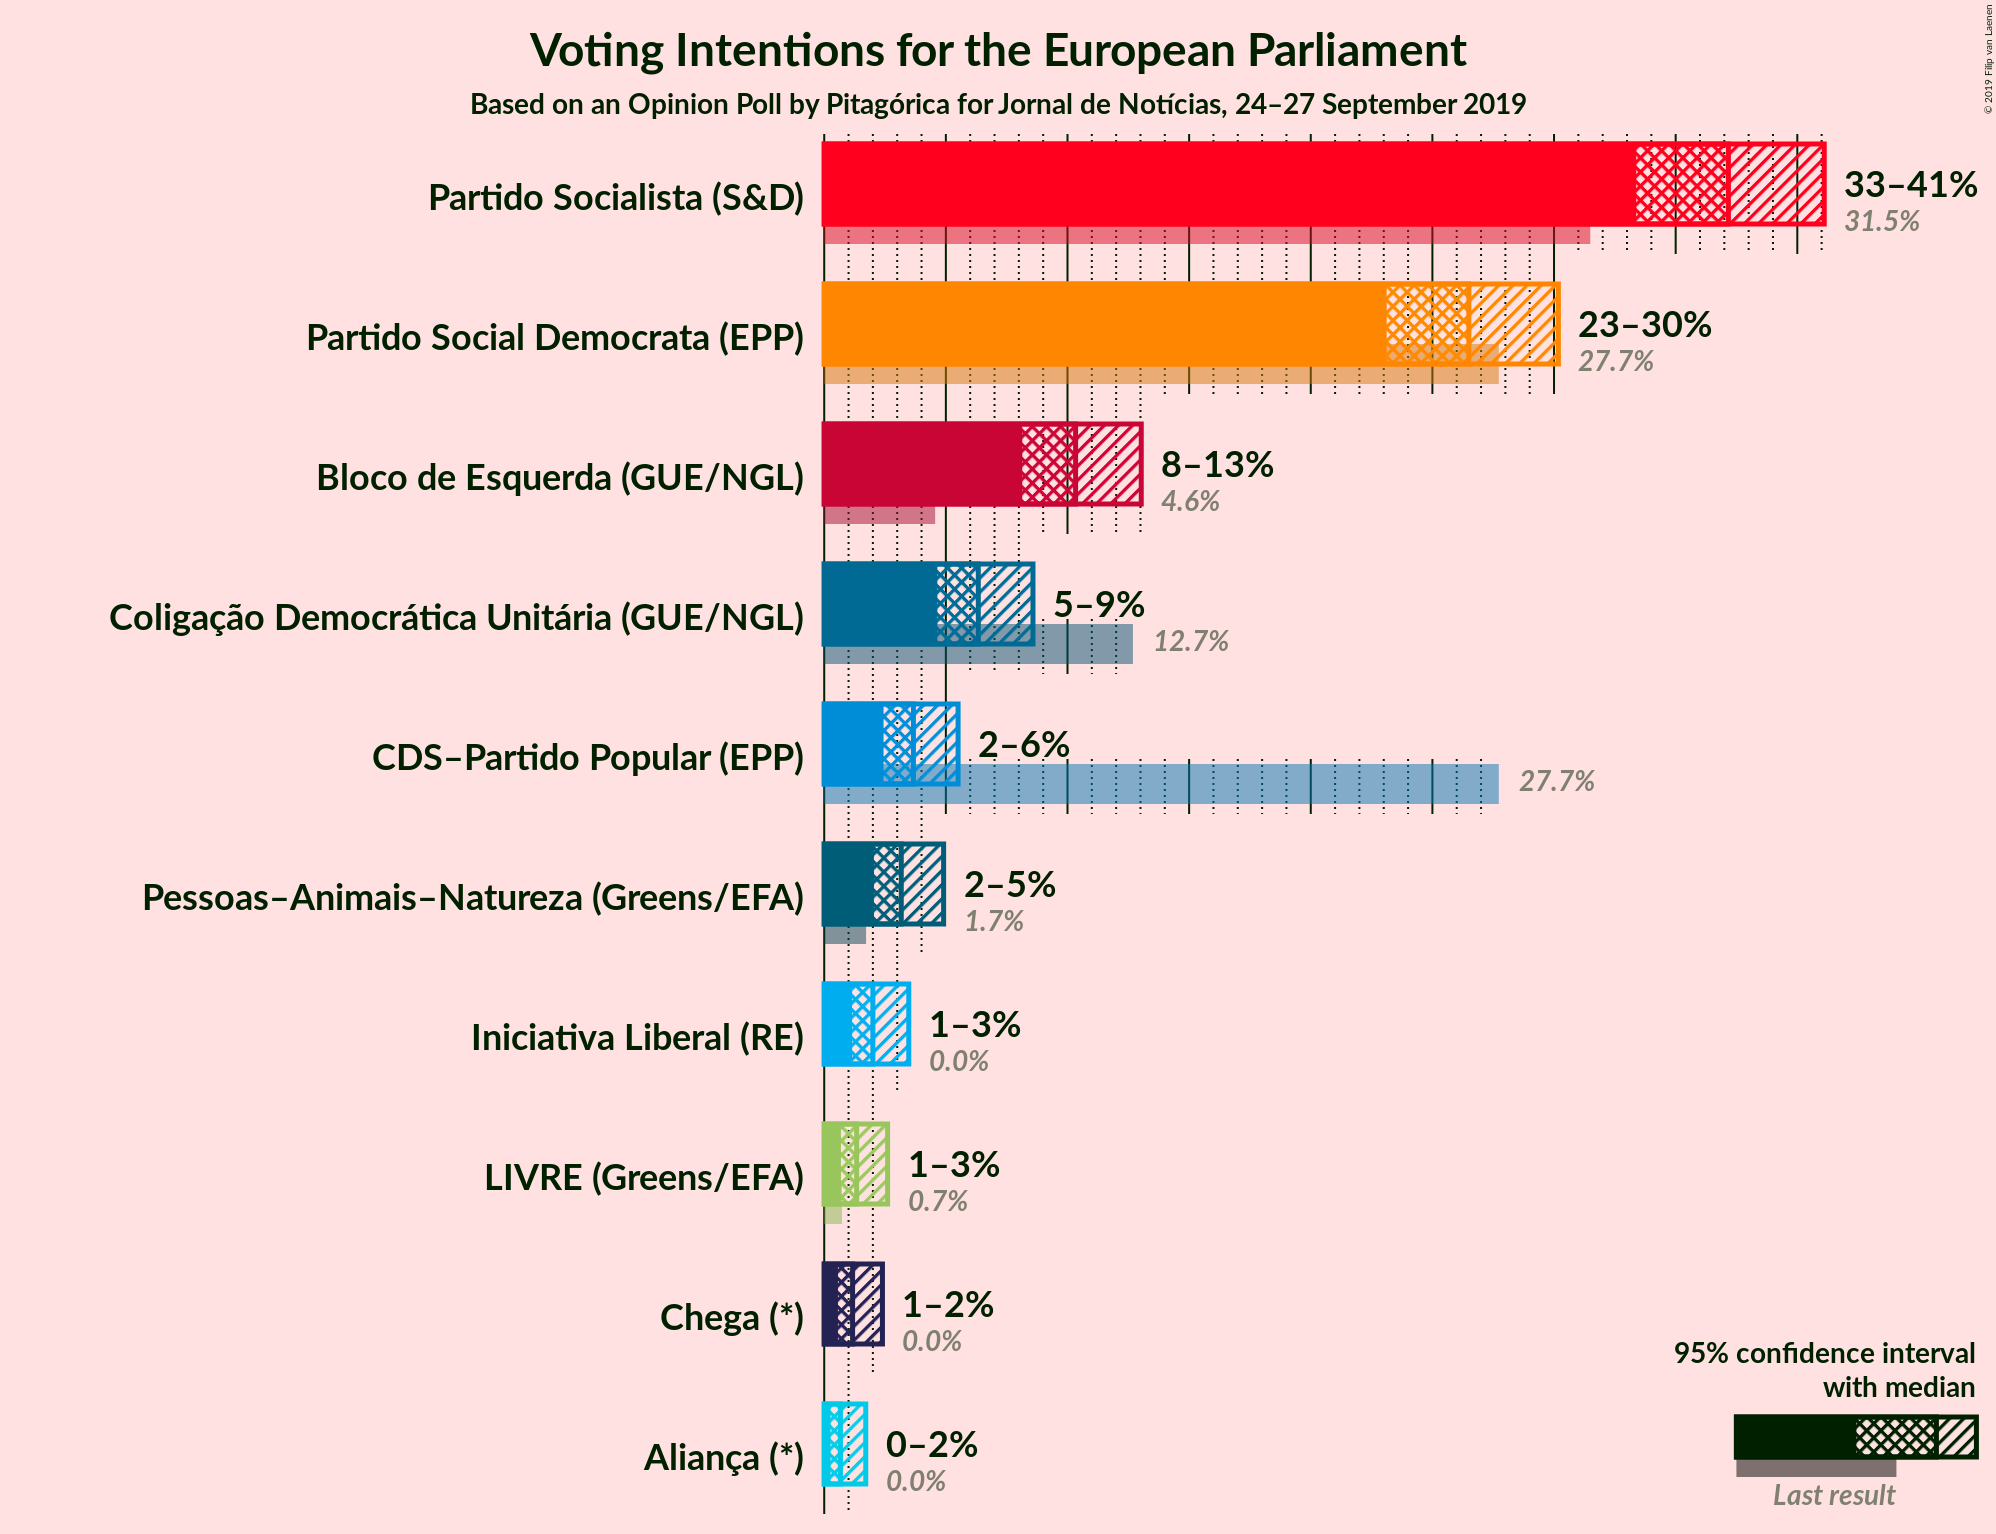 Voting Intentions for the European Parliament
Based on an Opinion Poll by Pitagórica for Jornal de Notícias, 24–27 September 2019
© 2019 Filip van Laenen
Partido Socialista (S&D)
33–41%
31.5%
Partido Social Democrata (EPP)
23–30%
27.7%
Bloco de Esquerda (GUE/NGL)
8–13%
4.6%
Coligação Democrática Unitária (GUE/NGL)
5–9%
12.7%
CDS–Partido Popular (EPP)
2–6%
27.7%
Pessoas–Animais–Natureza (Greens/EFA)
2–5%
1.7%
Iniciativa Liberal (RE)
1–3%
0.0%
LIVRE (Greens/EFA)
1–3%
0.7%
Chega (*)
1–2%
0.0%
Aliança (*)
0–2%
0.0%
95% confidence interval
with median
Last result